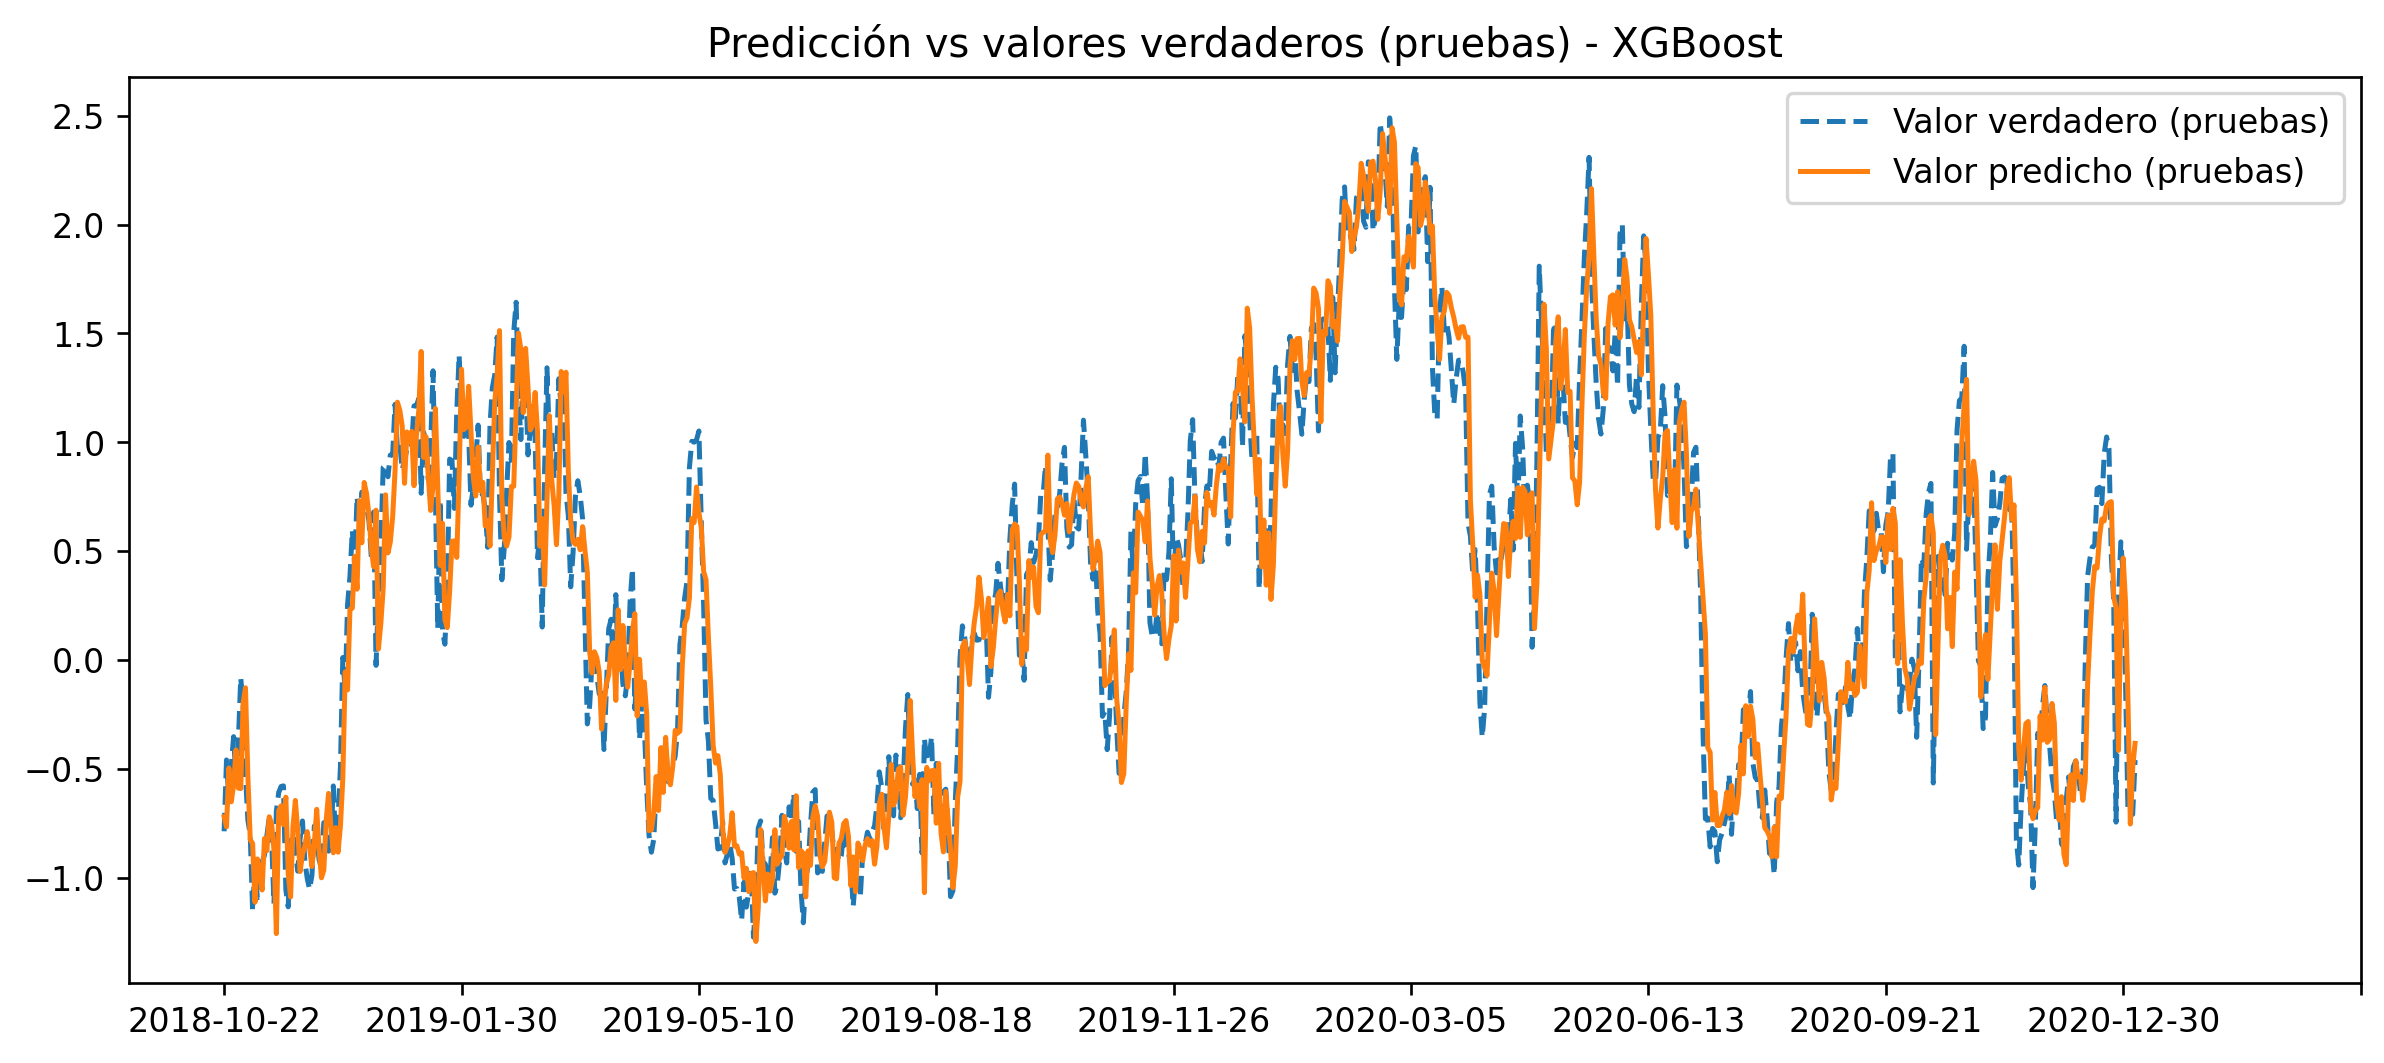 Predicción vs valores verdaderos (pruebas) - XGBoost
Valor verdadero (pruebas)
Valor predicho (pruebas)
2.5
2.0
1.5
1.0
0.5
0.0
−0.5
−1.0
2018-10-22 2019-01-30 2019-05-10 2019-08-18 2019-11-26 2020-03-05 2020-06-13 2020-09-21 2020-12-30